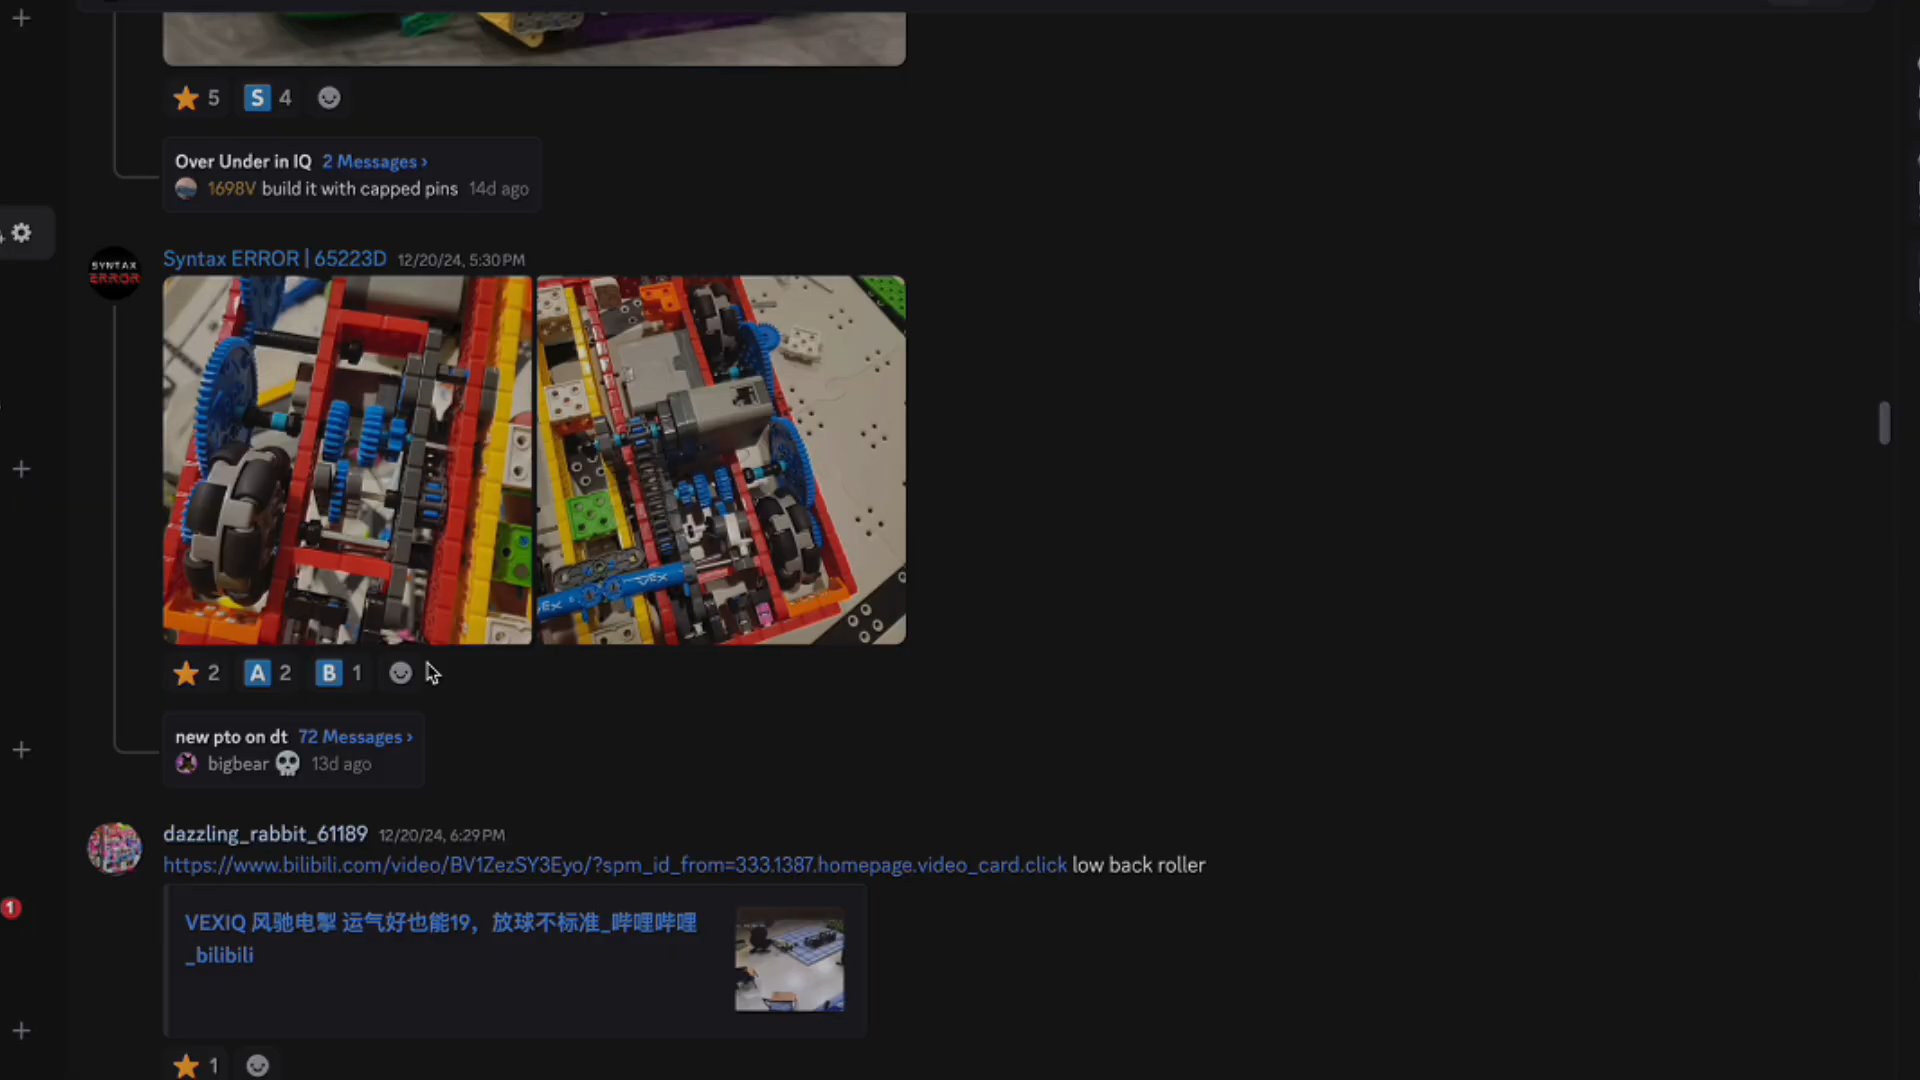 5 S 4
Over Under in IQ 2 Messages ›
1698V build it with capped pins 14d ago
SYNTAX
ERROR
Syntax ERROR | 65223D 12/20/24, 5:30 PM
VEX
2 A 2 B 1
new pto on dt 72 Messages ›
bigbear 💀 13d ago
dazzling_rabbit_61189 12/20/24, 6:29 PM
https://www.bilibili.com/video/BV1ZezSY3Eyo/?spm_id_from=333.1387.homepage.video_card.click low back roller
VEXIQ 风驰电掣 运气好也能19，放球不标准_哔哩哔哩
_bilibili
1
1